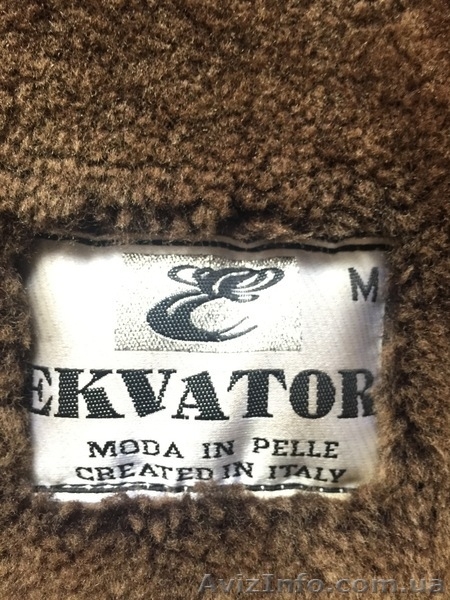 M
EKVATOR
MODA IN PELLE
CREATED IN ITALY
AvizInfo.com.ua